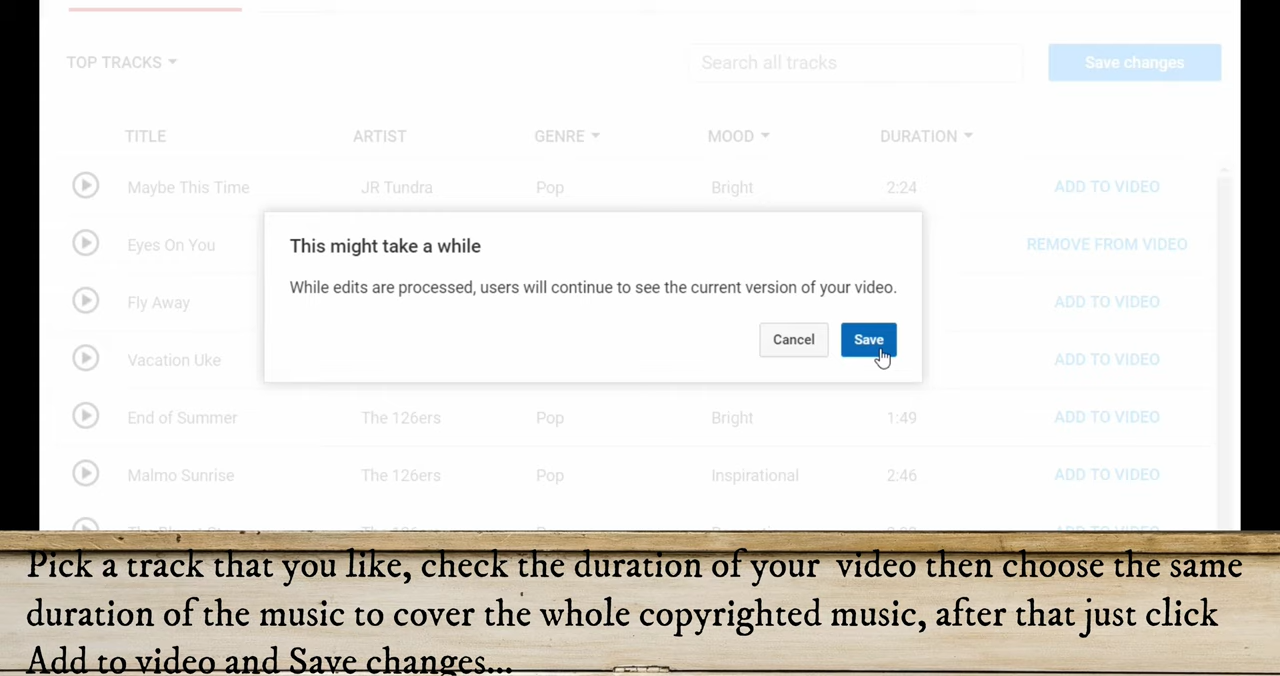 TOP TRACKS
Search all tracks
Save changes
TITLE ARTIST GENRE MOOD DURATION
Maybe This Time JR Tundra Pop Bright 2:24 ADD TO VIDEO
Eyes On You REMOVE FROM VIDEO
Fly Away ADD TO VIDEO
Vacation Uke ADD TO VIDEO
This might take a while
While edits are processed, users will continue to see the current version of your video.
Cancel Save
End of Summer The 126ers Pop Bright 1:49 ADD TO VIDEO
Malmo Sunrise The 126ers Pop Inspirational 2:46 ADD TO VIDEO
Pick a track that you like, check the duration of your video then choose the same
duration of the music to cover the whole copyrighted music, after that just click
Add to video and Save changes...